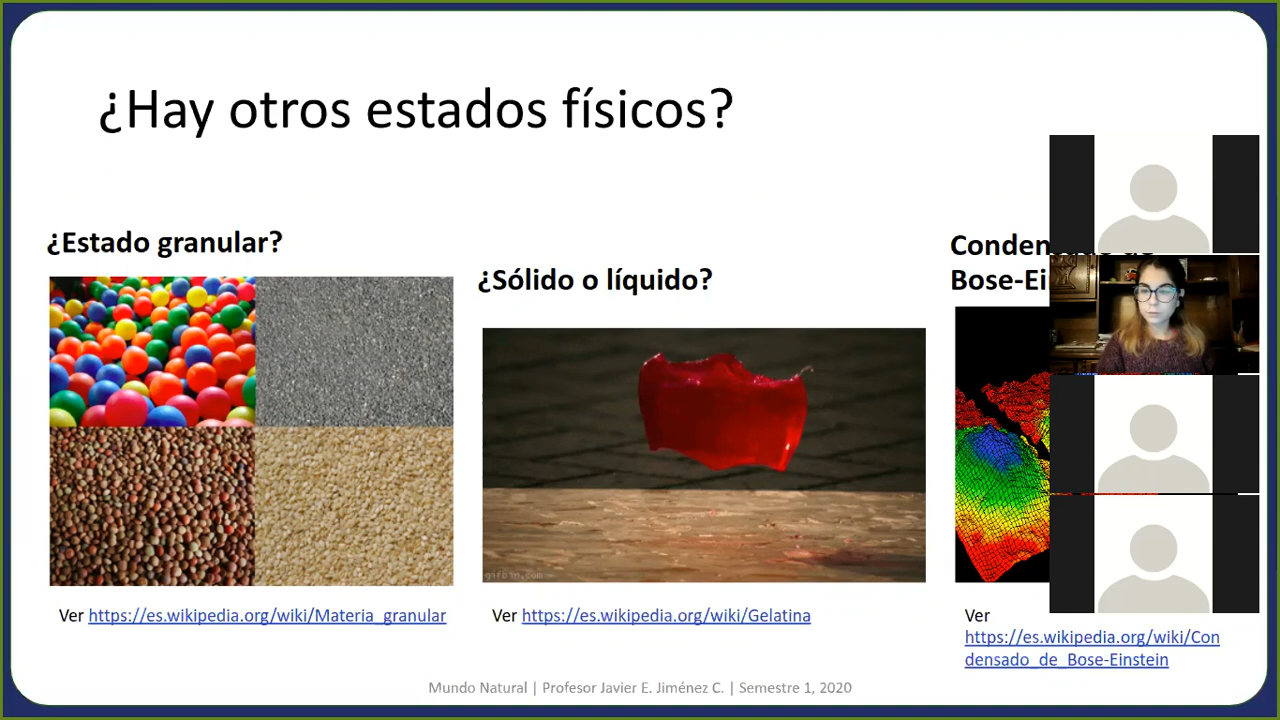 ¿Hay otros estados físicos?
¿Estado granular?
Ver https://es.wikipedia.org/wiki/Materia_granular
¿Sólido o líquido?
gifbin.com
Ver https://es.wikipedia.org/wiki/Gelatina
Bose-Ei
Ver
https://es.wikipedia.org/wiki/Con
densado_de_Bose-Einstein
Mundo Natural | Profesor Javier E. Jiménez C. | Semestre 1, 2020